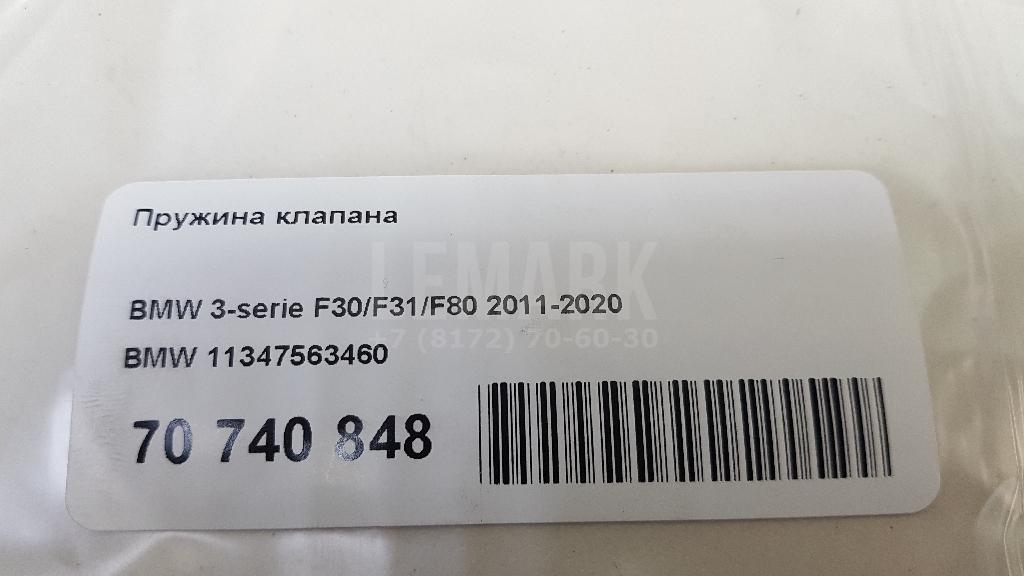 Пружина клапана
LEMARK
BMW 3-serie F30/F31/F80 2011-2020
+7 (8172) 70-60-30
BMW 11347563460
70 740 848